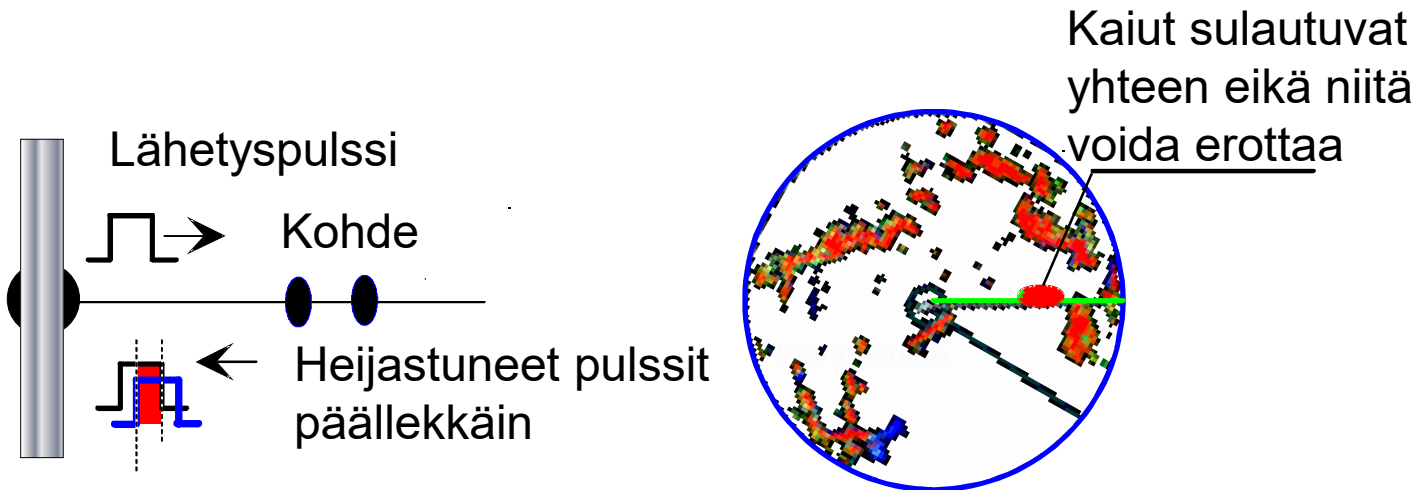 Kaiut sulautuvat
yhteen eikä niitä
voida erottaa
Lähetyspulssi
Kohde
Heijastuneet pulssit
päällekkäin